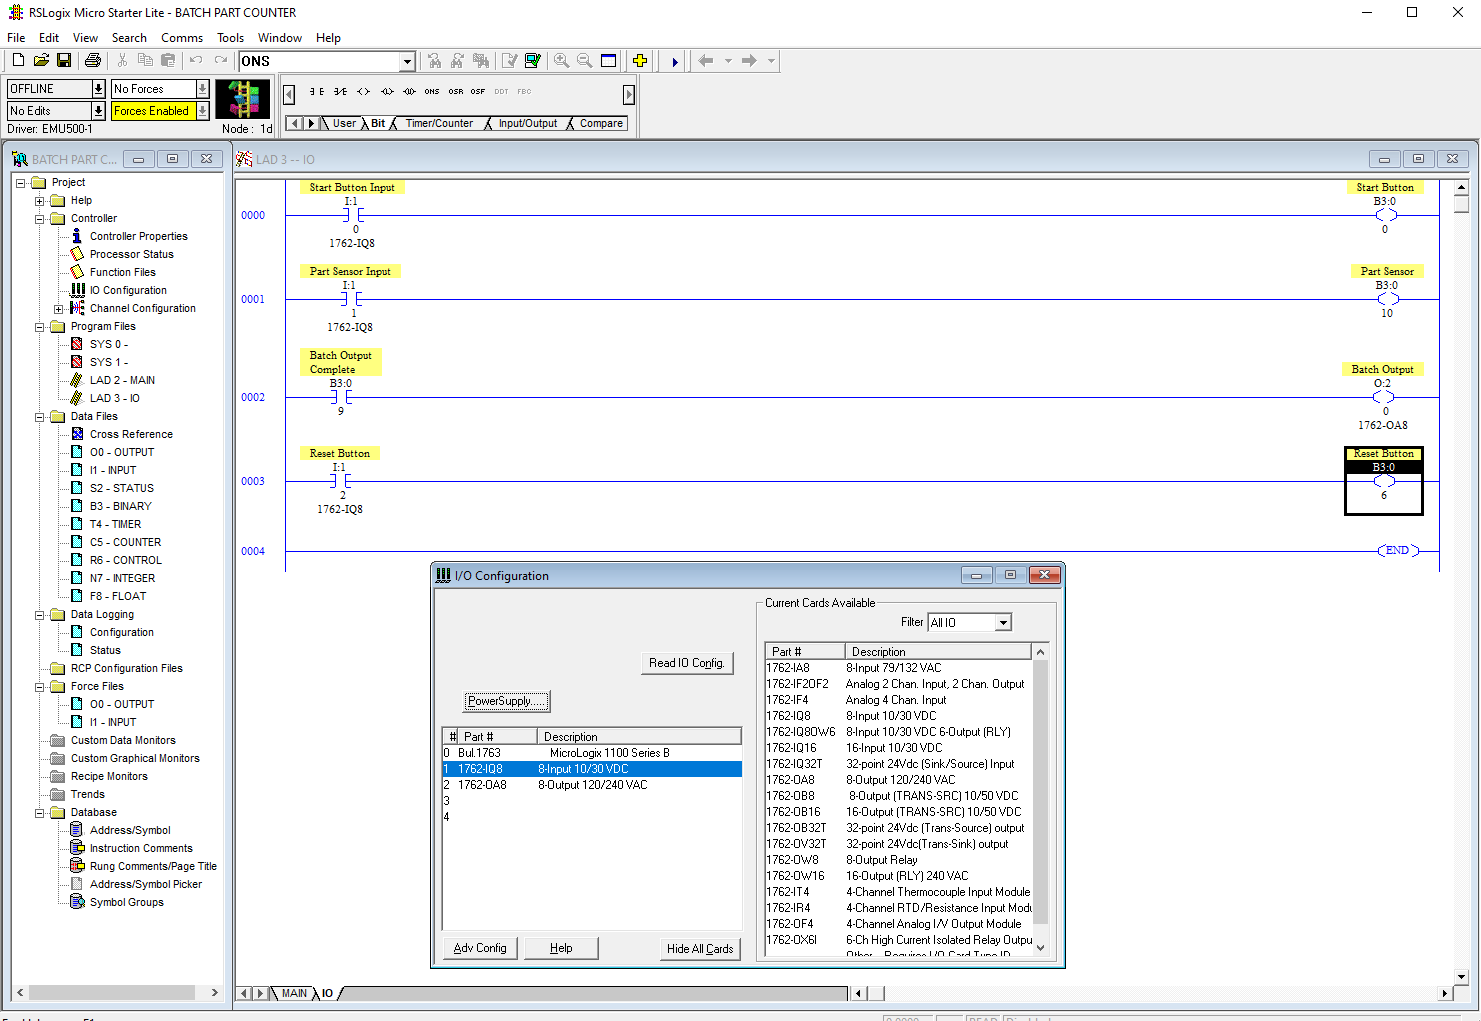 RSLogix Micro Starter Lite - BATCH PART COUNTER
File Edit View Search Comms Tools Window Help
ONS
OFFLINE No Forces
No Edits Forces Enabled
Driver: EMU500-1 Node : 1d
ONS OSR OSF DDT FBC
User Bit Timer/Counter Input/Output Compare
BATCH PART C...
Project
Help
Controller
Controller Properties
Processor Status
Function Files
IO Configuration
Channel Configuration
Program Files
SYS 0 -
SYS 1 -
LAD 2 - MAIN
LAD 3 - IO
Data Files
Cross Reference
O0 - OUTPUT
I1 - INPUT
S2 - STATUS
B3 - BINARY
T4 - TIMER
C5 - COUNTER
R6 - CONTROL
N7 - INTEGER
F8 - FLOAT
Data Logging
Configuration
Status
RCP Configuration Files
Force Files
O0 - OUTPUT
I1 - INPUT
Custom Data Monitors
Custom Graphical Monitors
Recipe Monitors
Trends
Database
Address/Symbol
Instruction Comments
Rung Comments/Page Title
Address/Symbol Picker
Symbol Groups
LAD 3 -- IO
Start Button Input Start Button
I:1 B3:0
0000
0 0
1762-IQ8
Part Sensor Input Part Sensor
I:1 B3:0
0001
1 10
1762-IQ8
Batch Output
Complete Batch Output
B3:0 O:2
0002
9 0
1762-OA8
Reset Button Reset Button
I:1 B3:0
0003
2 6
1762-IQ8
0004 END
I/O Configuration
Read IO Config.
PowerSupply.....
# Part # Description
0 Bul.1763 MicroLogix 1100 Series B
1 1762-IQ8 8-Input 10/30 VDC
2 1762-OA8 8-Output 120/240 VAC
3
4
Adv Config Help Hide All Cards
Current Cards Available
Filter All IO
Part # Description
1762-IA8 8-Input 79/132 VAC
1762-IF2OF2 Analog 2 Chan. Input, 2 Chan. Output
1762-IF4 Analog 4 Chan. Input
1762-IQ8 8-Input 10/30 VDC
1762-IQ8OW6 8-Input 10/30 VDC 6-Output (RLY)
1762-IQ16 16-Input 10/30 VDC
1762-IQ32T 32-point 24Vdc (Sink/Source) Input
1762-OA8 8-Output 120/240 VAC
1762-OB8 8-Output (TRANS-SRC) 10/50 VDC
1762-OB16 16-Output (TRANS-SRC) 10/50 VDC
1762-OB32T 32-point 24Vdc (Trans-Source) output
1762-OV32T 32-point 24Vdc(Trans-Sink) output
1762-OW8 8-Output Relay
1762-OW16 16-Output (RLY) 240 VAC
1762-IT4 4-Channel Thermocouple Input Module
1762-IR4 4-Channel RTD/Resistance Input Modu
1762-OF4 4-Channel Analog I/V Output Module
1762-OX6I 6-Ch High Current Isolated Relay Outpu
Other Requires I/O Card Type ID
MAIN IO